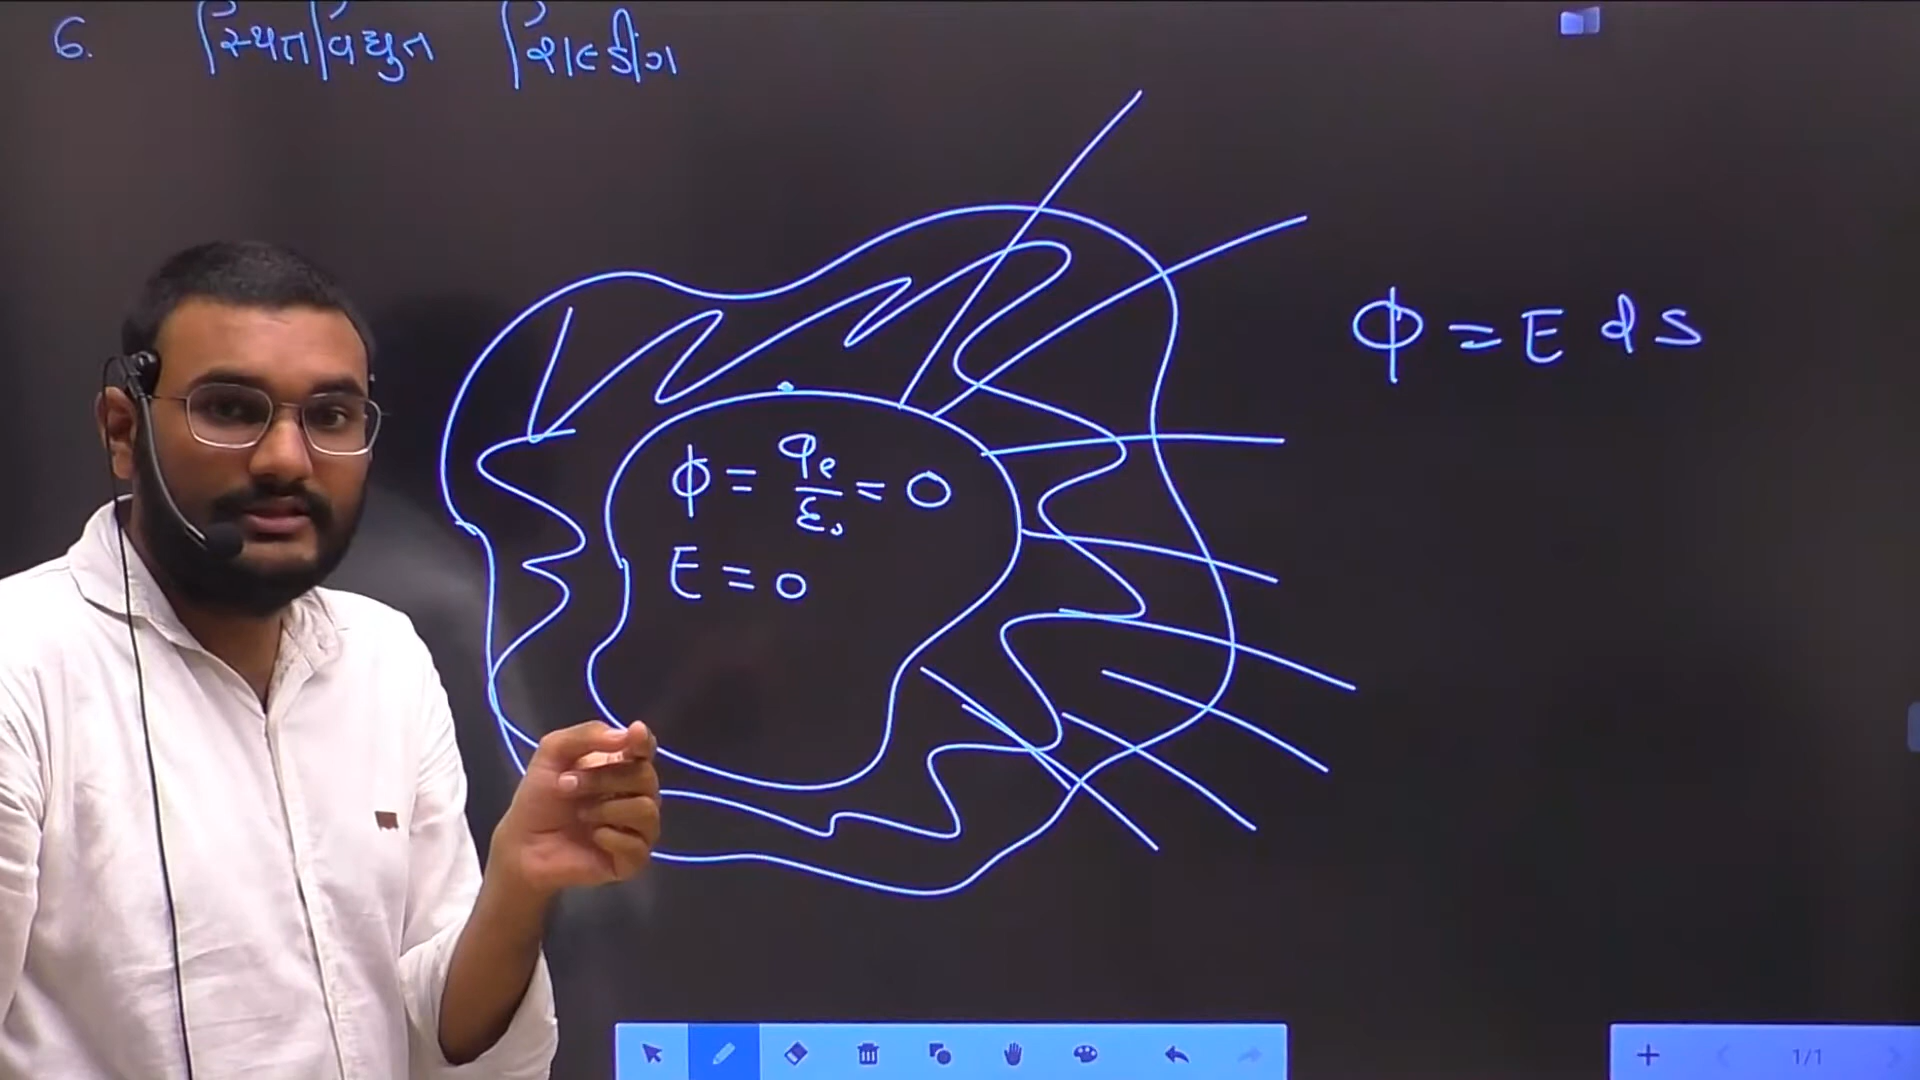 6. સ્થિતવિદ્યુત શિલ્ડીંગ
ϕ = E ds
ϕ = qe/ε₀ = 0
E = 0
1/1